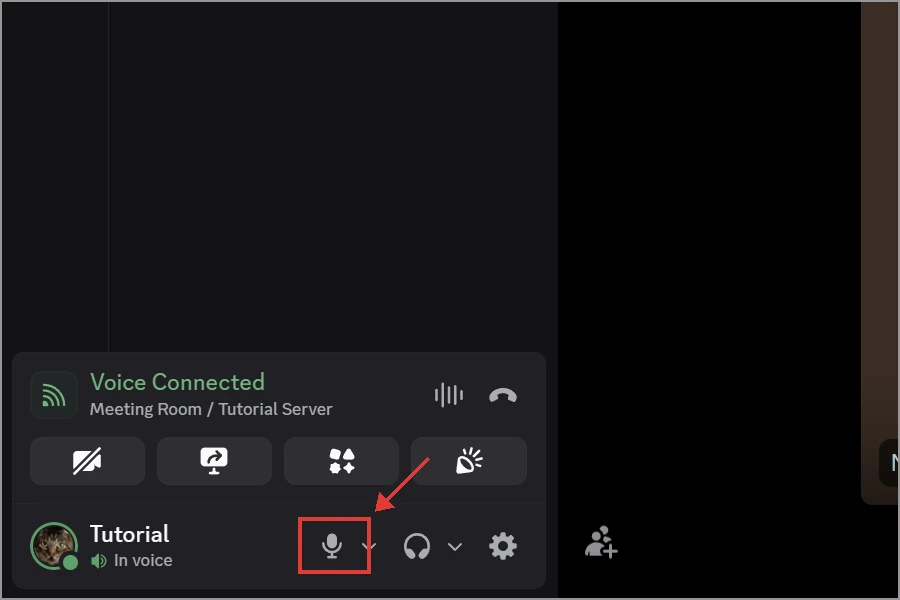 Voice Connected
Meeting Room / Tutorial Server
Tutorial
In voice
N